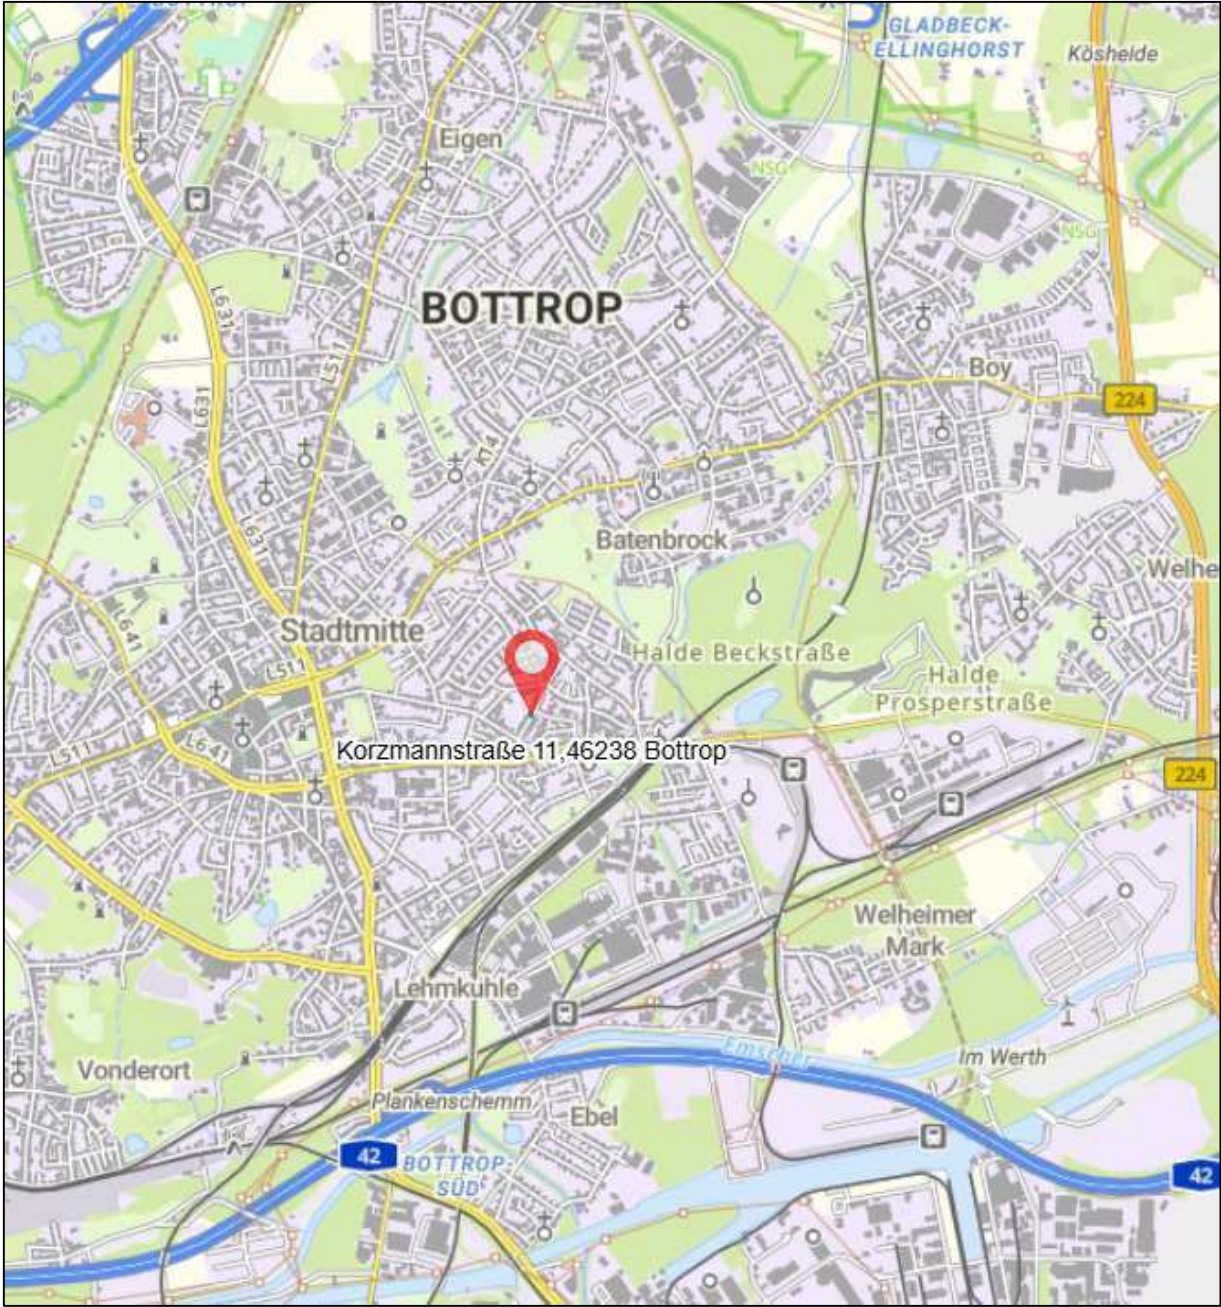 BOTTROP
GLADBECK-
ELLINGHORST
Kösheide
Eigen
NSG
NSG
L631
BOTTROP
L511
L631
Boy
224
K14
L631
Batenbrock
Welhe
L641
Stadtmitte
Halde Beckstraße
L511
Halde
Prosperstraße
L511
L641
Korzmannstraße 11,46238 Bottrop
224
Welheimer
Mark
Lehmkuhle
Emscher
Im Werth
Vonderort
Plankenschemm
Ebel
42
BOTTROP-
SÜD
42